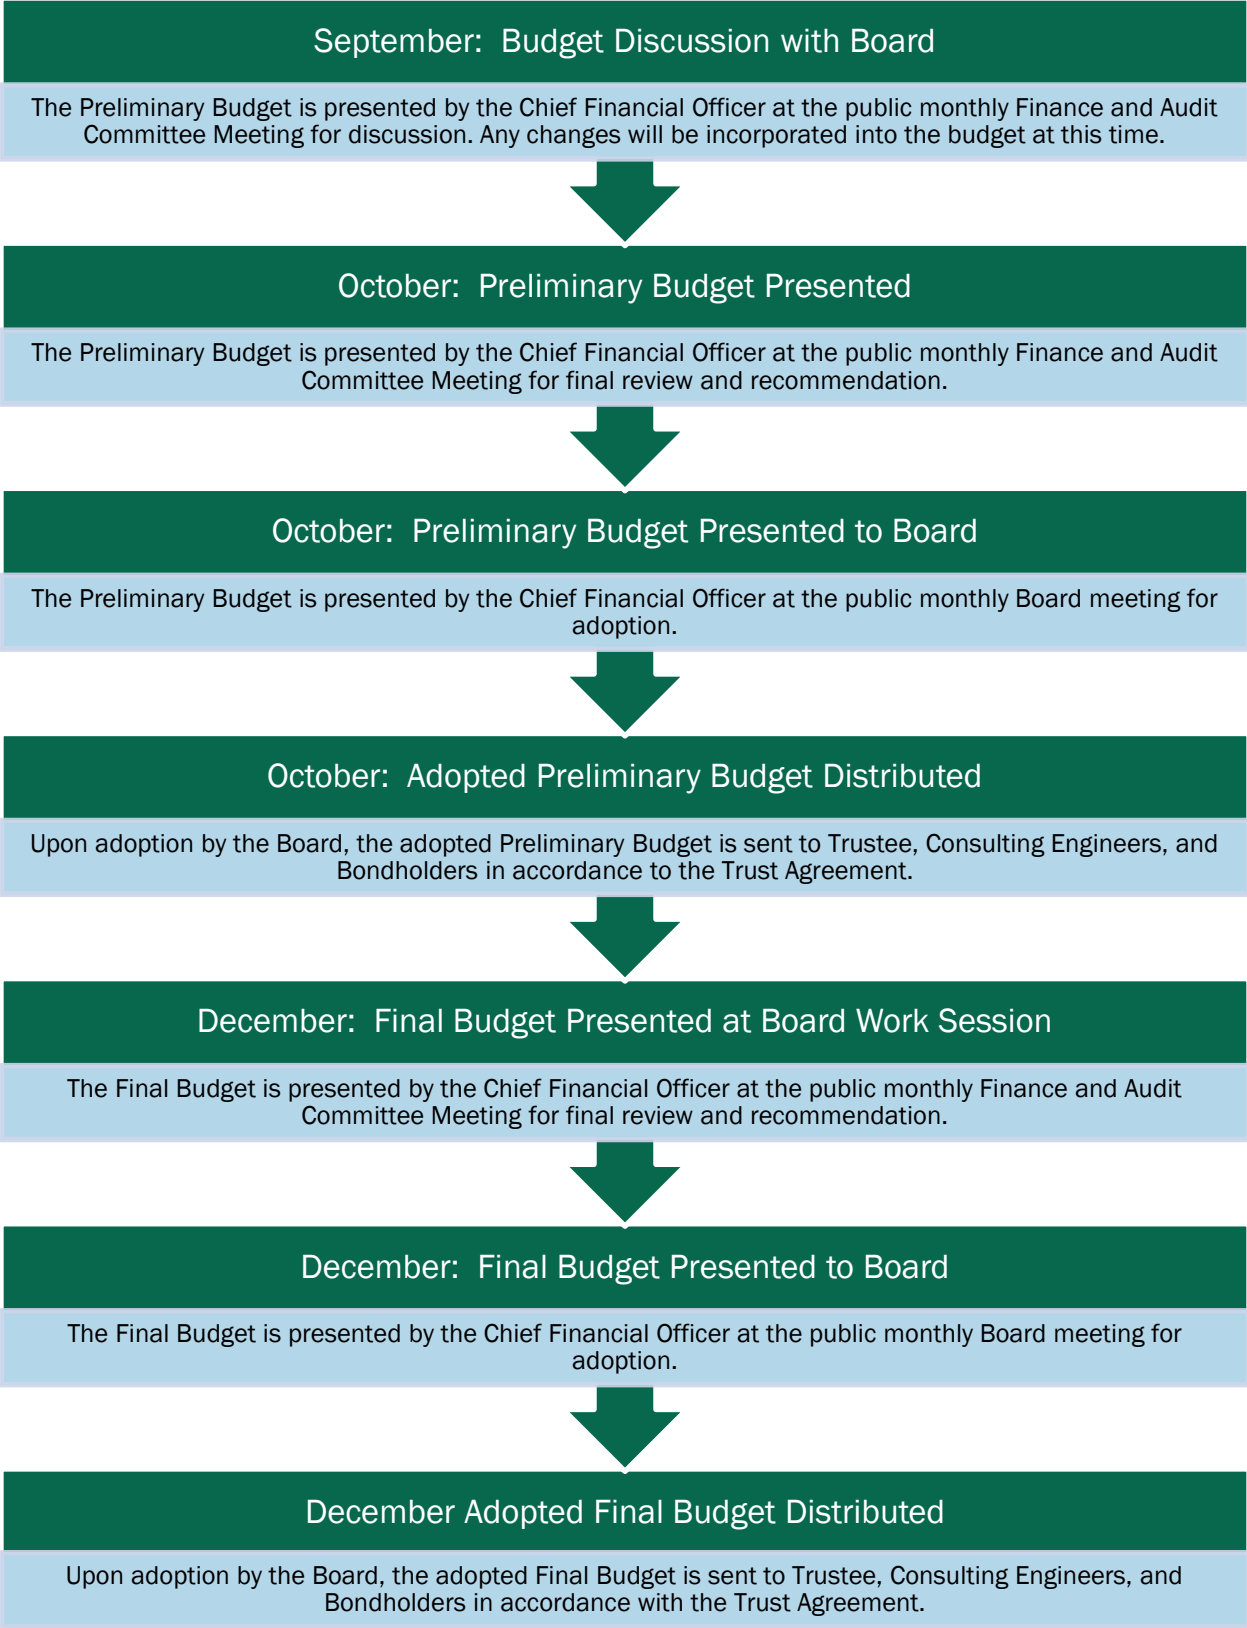 September:  Budget Discussion with Board
The Preliminary Budget is presented by the Chief Financial Officer at the public monthly Finance and Audit
Committee Meeting for discussion. Any changes will be incorporated into the budget at this time.
October:  Preliminary Budget Presented
The Preliminary Budget is presented by the Chief Financial Officer at the public monthly Finance and Audit
Committee Meeting for final review and recommendation.
October:  Preliminary Budget Presented to Board
The Preliminary Budget is presented by the Chief Financial Officer at the public monthly Board meeting for
adoption.
October:  Adopted Preliminary Budget Distributed
Upon adoption by the Board, the adopted Preliminary Budget is sent to Trustee, Consulting Engineers, and
Bondholders in accordance to the Trust Agreement.
December:  Final Budget Presented at Board Work Session
The Final Budget is presented by the Chief Financial Officer at the public monthly Finance and Audit
Committee Meeting for final review and recommendation.
December:  Final Budget Presented to Board
The Final Budget is presented by the Chief Financial Officer at the public monthly Board meeting for
adoption.
December Adopted Final Budget Distributed
Upon adoption by the Board, the adopted Final Budget is sent to Trustee, Consulting Engineers, and
Bondholders in accordance with the Trust Agreement.